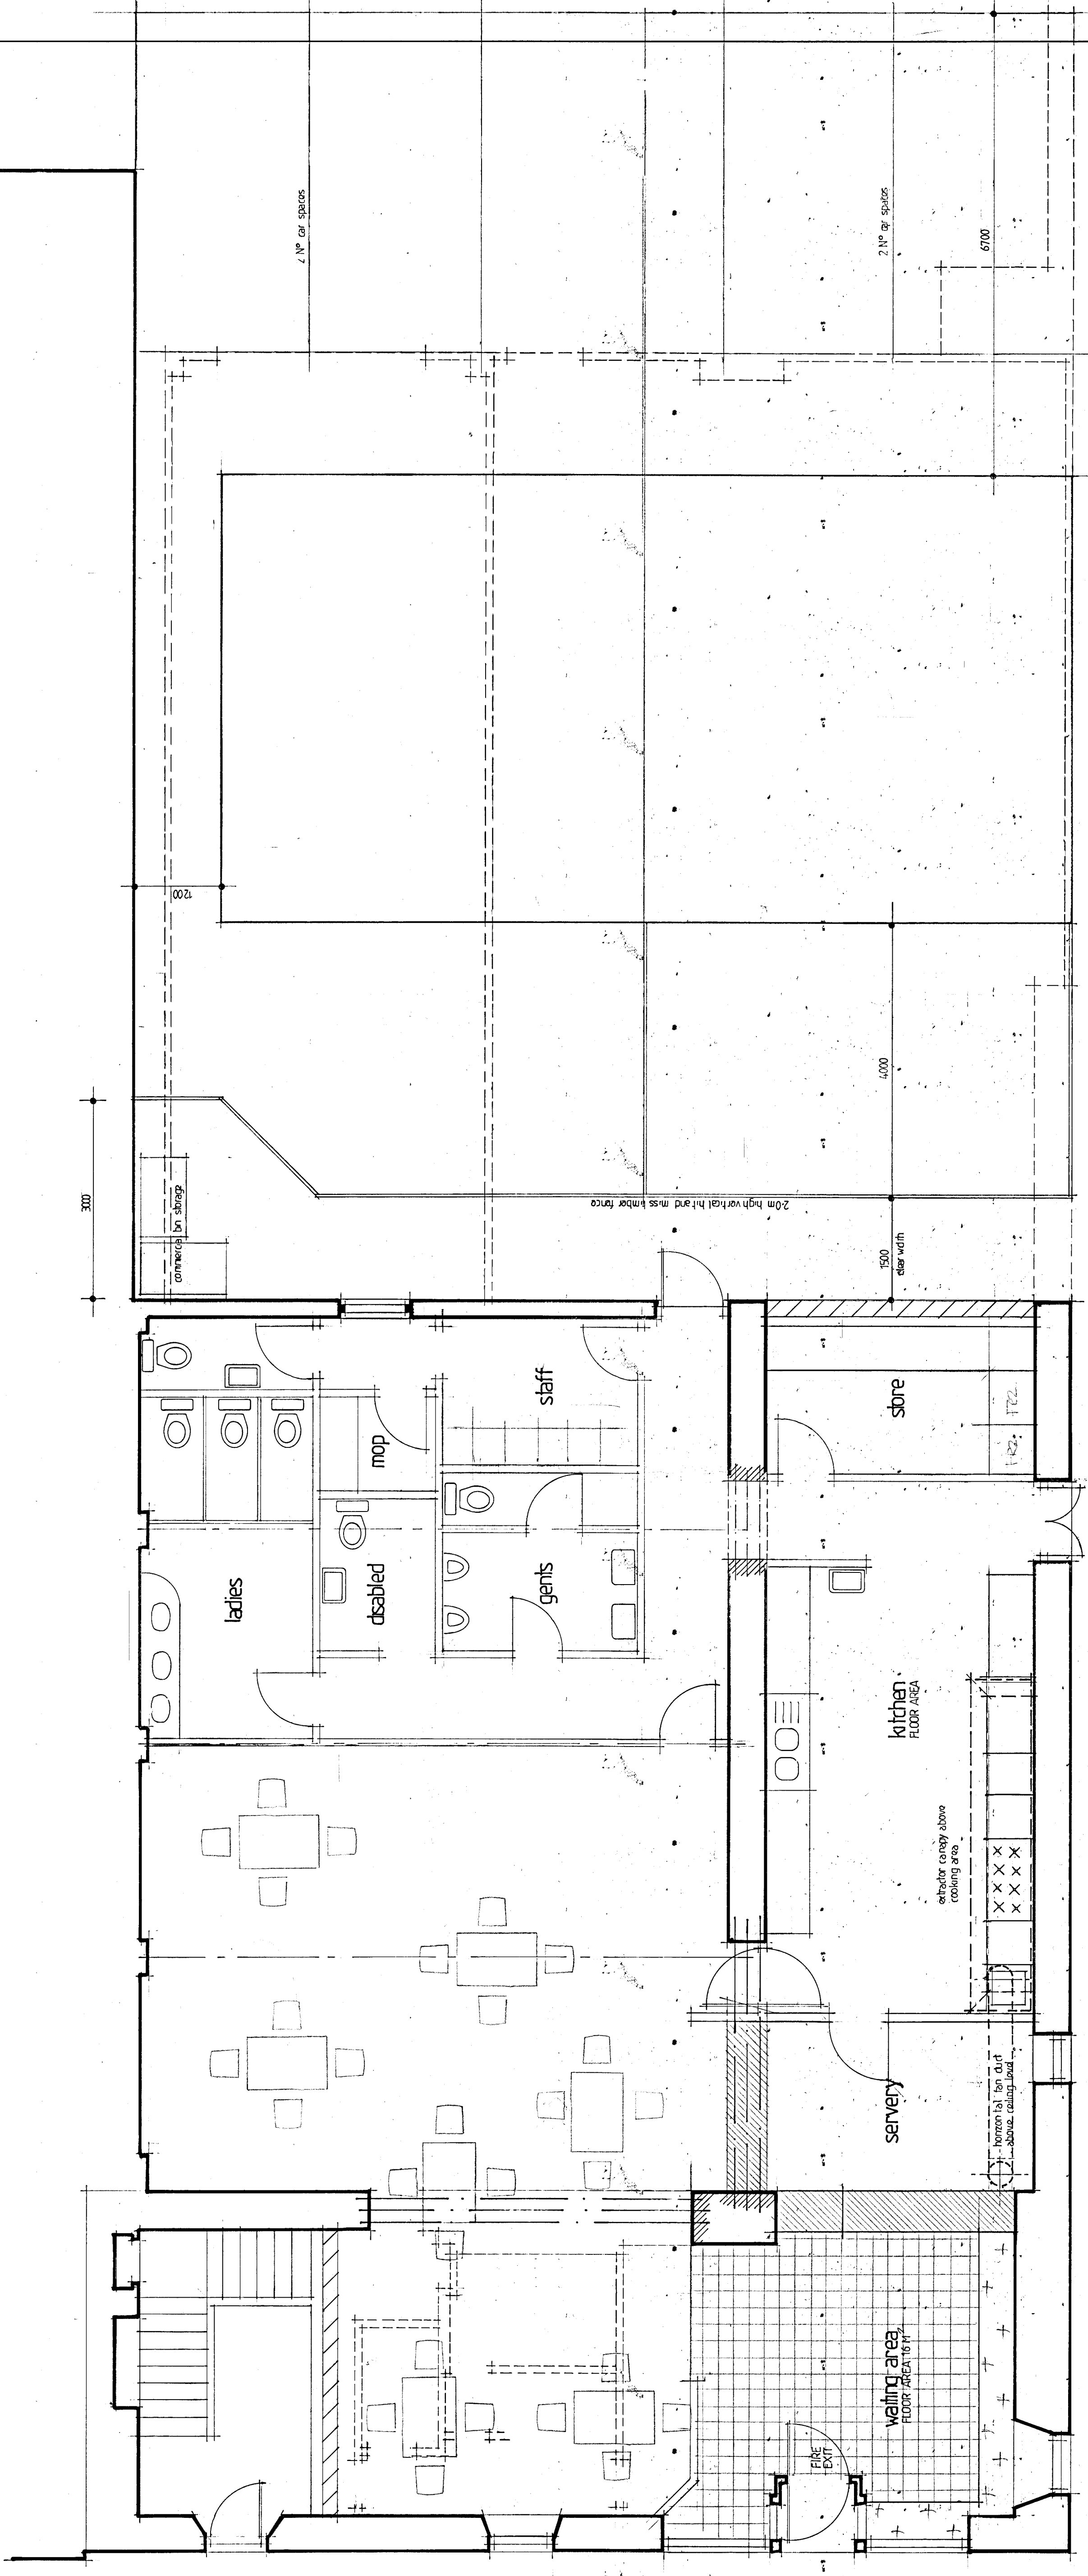 Nº car spaces
2 Nº car spaces
6700
1200
4000
3000
commercial bin storage
2·0m high vertical hit and miss timber fence
1500
clear width
staff
store
mop
FR2.
FZ2.
ladies
disabled
gents
kitchen
FLOOR AREA
extractor canopy above
cooking area
servery
horizontal fan duct
above ceiling level
waiting area
FLOOR AREA 16 M²
FIRE
EXIT